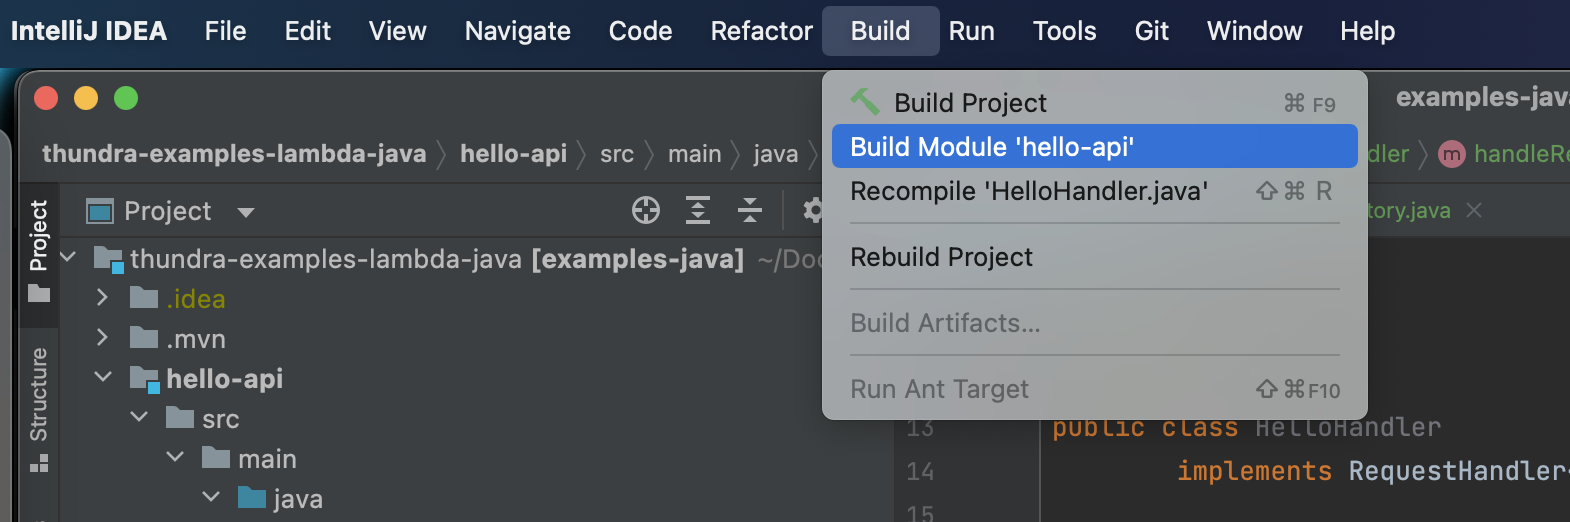 IntelliJ IDEA File Edit View Navigate Code Refactor Build Run Tools Git Window Help
Build Project ⌘ F9
examples-jav
Build Module 'hello-api'
thundra-examples-lambda-java hello-api src main java
dler m handleRe
Recompile 'HelloHandler.java' ⇧⌘ R
Project
Project
tory.java
Rebuild Project
thundra-examples-lambda-java [examples-java] ~/Doc
.idea
Build Artifacts...
.mvn
hello-api
Run Ant Target ⇧⌘F10
Structure
src
13 public class HelloHandler
main
14 implements RequestHandler
java
15